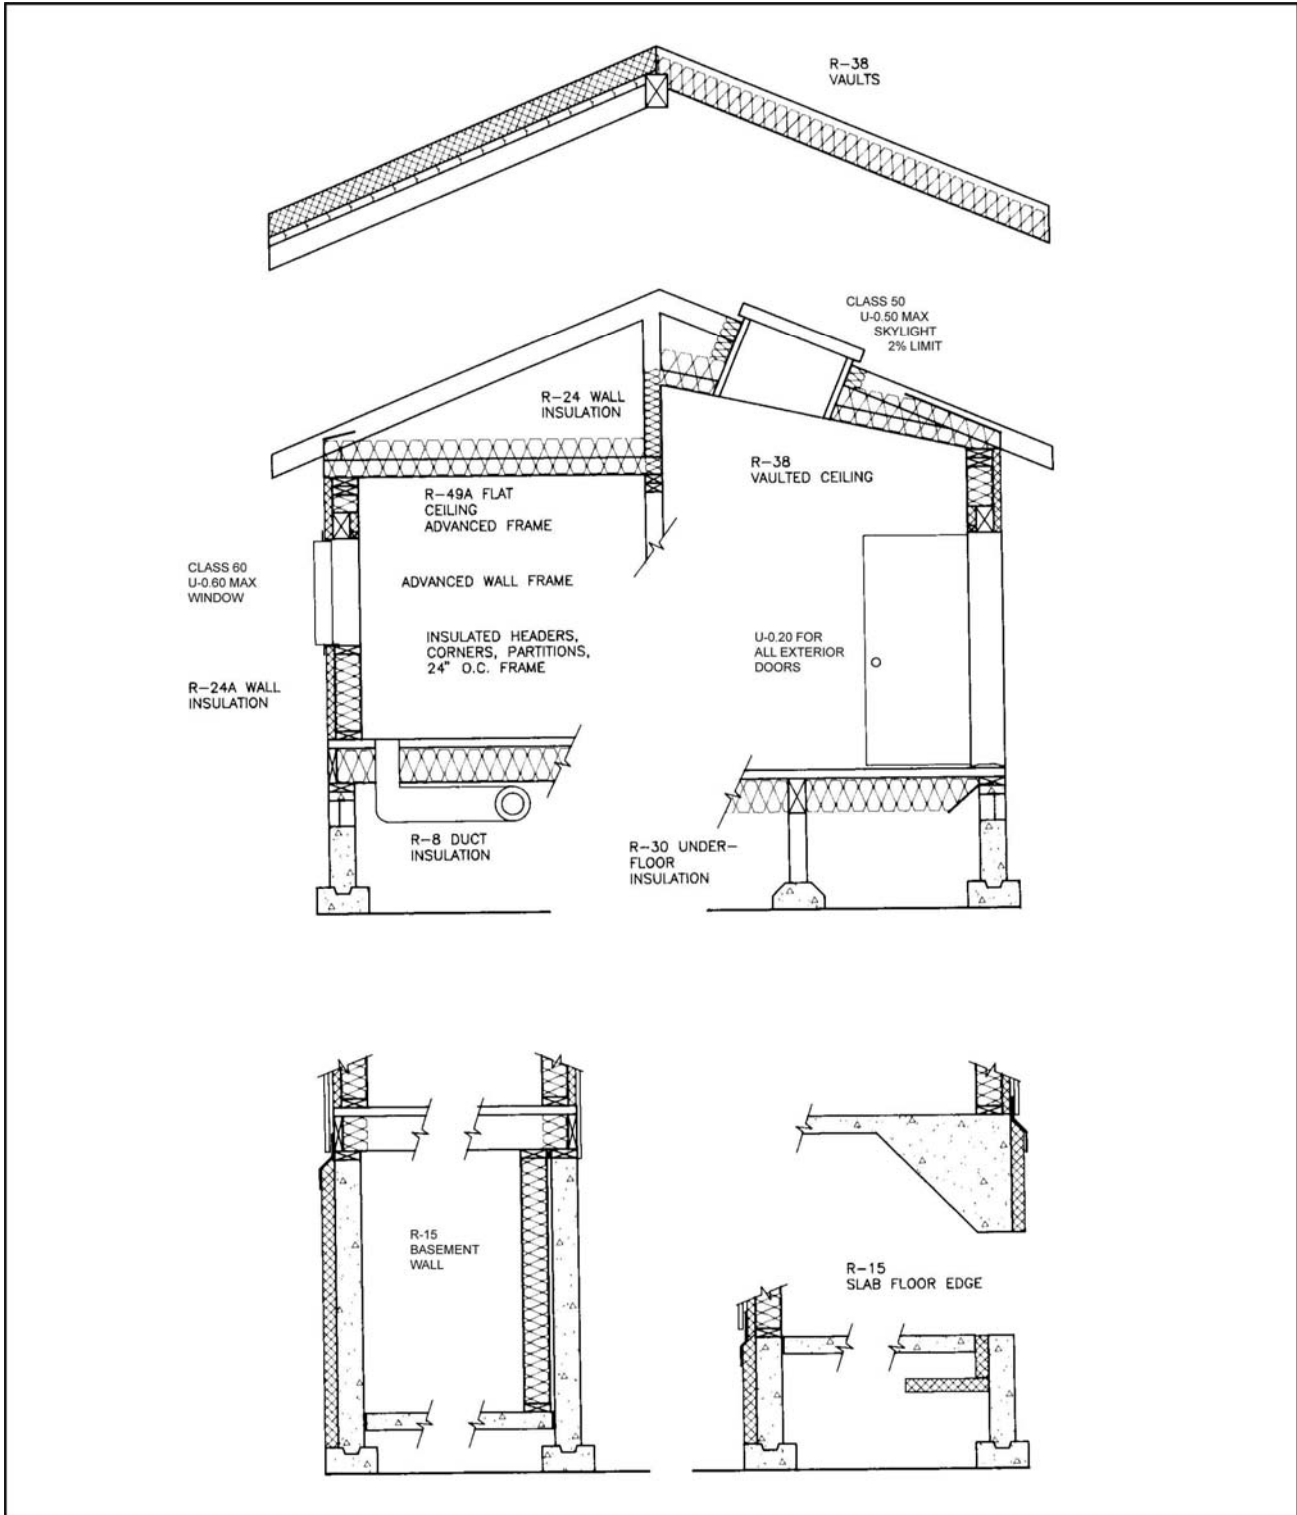 R-38
VAULTS
CLASS 50
U-0.50 MAX
SKYLIGHT
2% LIMIT
R-24 WALL
INSULATION
R-38
VAULTED CEILING
R-49A FLAT
CEILING
ADVANCED FRAME
CLASS 60
U-0.60 MAX
WINDOW
ADVANCED WALL FRAME
INSULATED HEADERS,
CORNERS, PARTITIONS,
24" O.C. FRAME
U-0.20 FOR
ALL EXTERIOR
DOORS
R-24A WALL
INSULATION
R-8 DUCT
INSULATION
R-30 UNDER-
FLOOR
INSULATION
R-15
BASEMENT
WALL
R-15
SLAB FLOOR EDGE